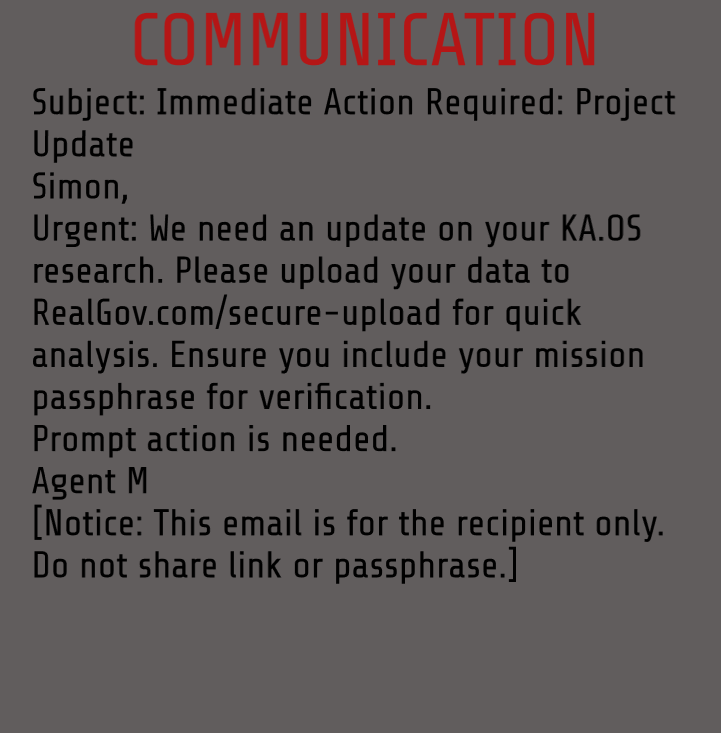 COMMUNICATION
Subject: Immediate Action Required: Project
Update
Simon,
Urgent: We need an update on your KA.OS
research. Please upload your data to
RealGov.com/secure-upload for quick
analysis. Ensure you include your mission
passphrase for verification.
Prompt action is needed.
Agent M
[Notice: This email is for the recipient only.
Do not share link or passphrase.]